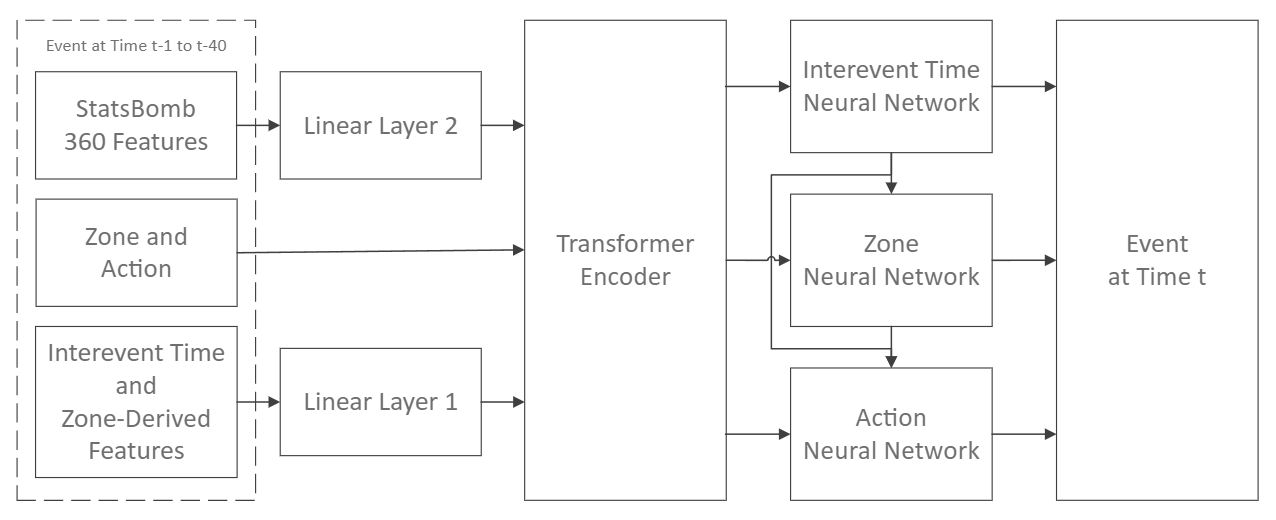 Event at Time t-1 to t-40
StatsBomb
360 Features
Zone and
Action
Interevent Time
and
Zone-Derived
Features
Linear Layer 2
Linear Layer 1
Transformer
Encoder
Interevent Time
Neural Network
Zone
Neural Network
Action
Neural Network
Event
at Time t